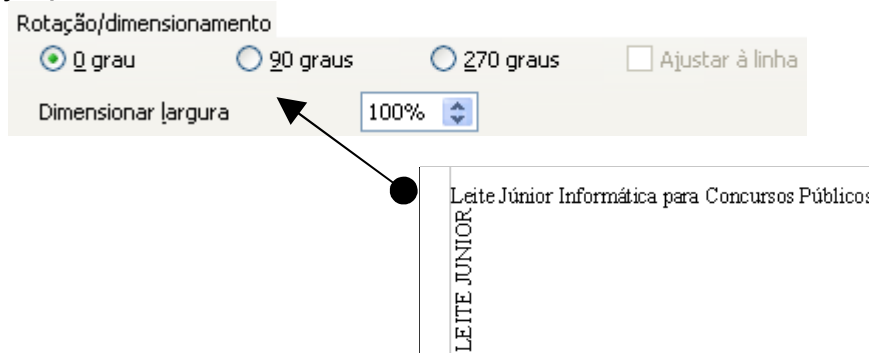 Rotação/dimensionamento
0 grau 90 graus 270 graus Ajustar à linha
Dimensionar largura 100%
Leite Júnior Informática para Concursos Públicos
LEITE JUNIOR